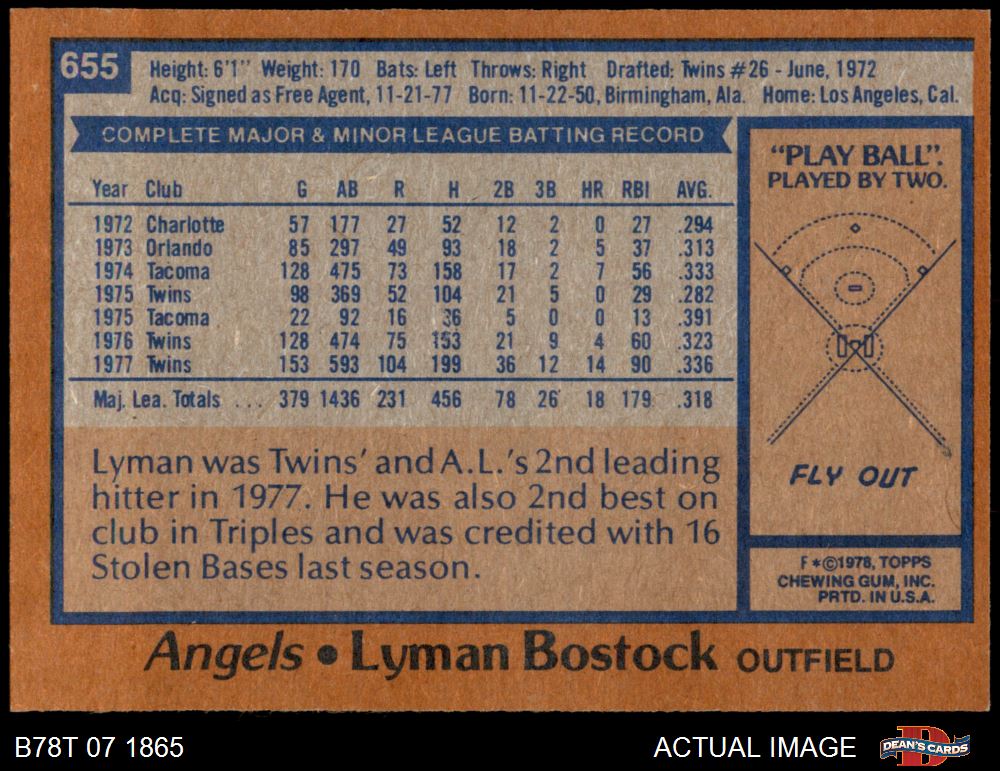 655
Height: 6'1" Weight: 170 Bats: Left Throws: Right Drafted: Twins #26 - June, 1972
Acq: Signed as Free Agent, 11-21-77 Born: 11-22-50, Birmingham, Ala. Home: Los Angeles, Cal.
COMPLETE MAJOR & MINOR LEAGUE BATTING RECORD
Year Club G AB R H 2B 3B HR RBI AVG.
1972 Charlotte 57 177 27 52 12 2 0 27 .294
1973 Orlando 85 297 49 93 18 2 5 37 .313
1974 Tacoma 128 475 73 158 17 2 7 56 .333
1975 Twins 98 369 52 104 21 5 0 29 .282
1975 Tacoma 22 92 16 36 5 0 0 13 .391
1976 Twins 128 474 75 153 21 9 4 60 .323
1977 Twins 153 593 104 199 36 12 14 90 .336
Maj. Lea. Totals ... 379 1436 231 456 78 26 18 179 .318
Lyman was Twins' and A.L.'s 2nd leading
hitter in 1977. He was also 2nd best on
club in Triples and was credited with 16
Stolen Bases last season.
"PLAY BALL".
PLAYED BY TWO.
FLY OUT
F*©1978, TOPPS
CHEWING GUM, INC.
PRTD. IN U.S.A.
Angels • Lyman Bostock OUTFIELD
B78T 07 1865
ACTUAL IMAGE
DEAN'S CARDS